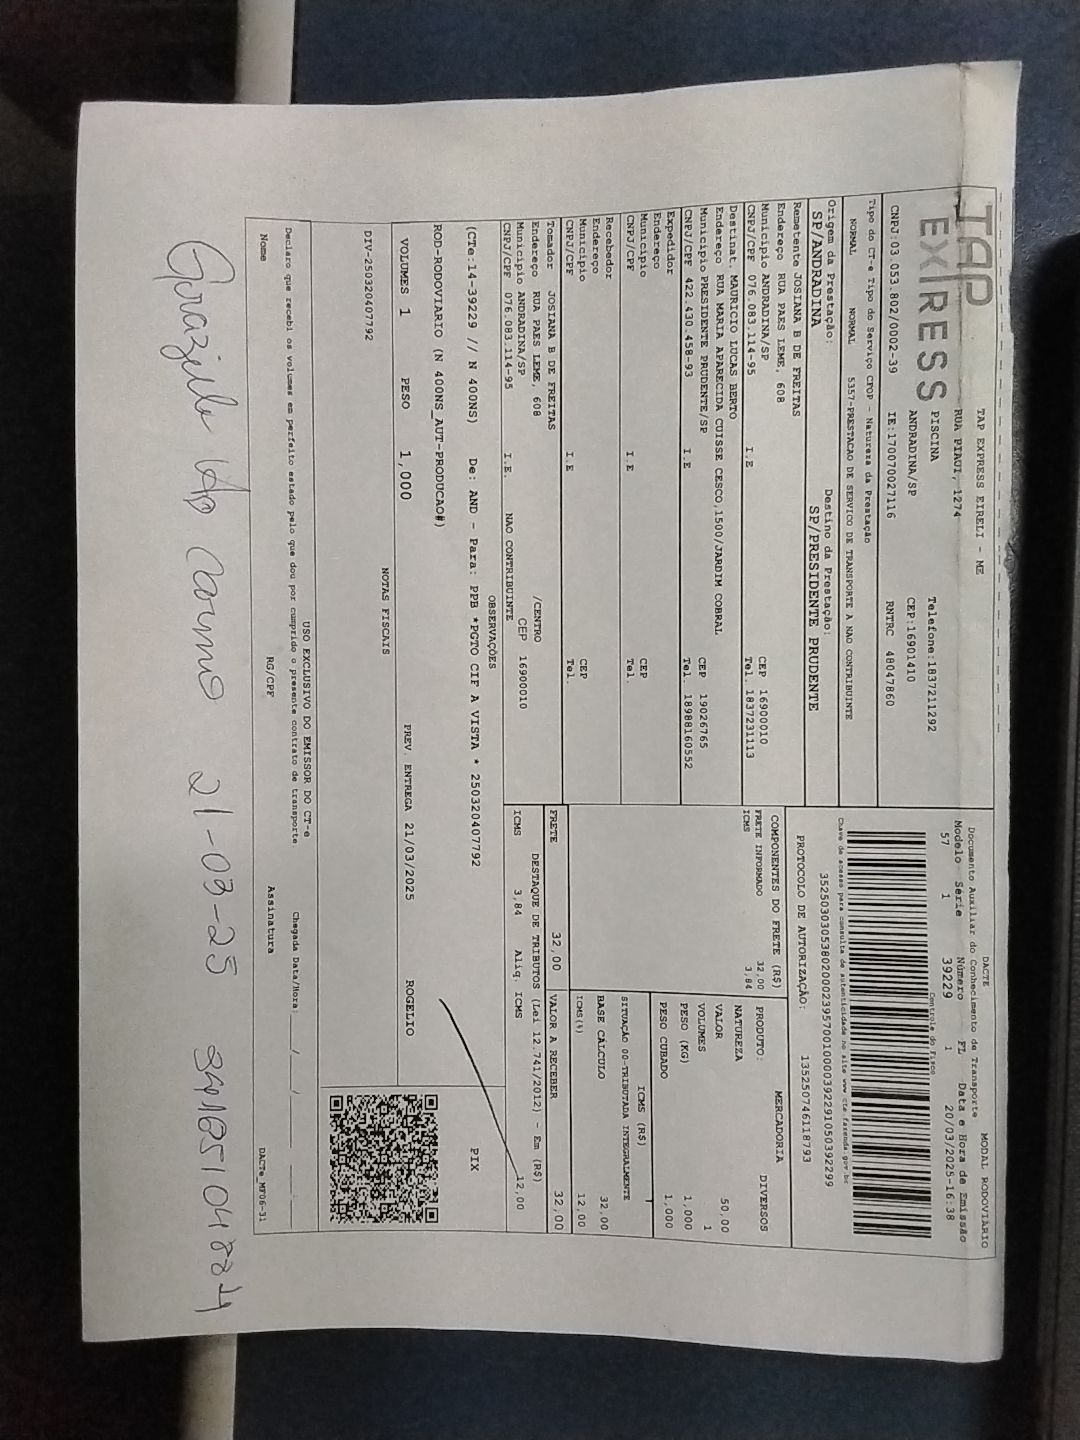 TAP
EXPRESS
TAP EXPRESS EIRELI - ME
RUA PIAUI, 1274
PISCINA
Telefone:1837211292
ANDRADINA/SP
CEP:16901410
CNPJ:03.053.802/0002-39
IE:170070027116
RNTRC 48047860
DACTE
MODAL RODOVIÁRIO
Documento Auxiliar do Conhecimento de Transporte
Modelo Série Número FL Data e Hora de Emissão
57 1 39229 1 20/03/2025-16:38
Controle do Fisco
Chave de acesso para consulta de autenticidade no site www.cte.fazenda.gov.br
35250303053802000239570010000392291050392299
PROTOCOLO DE AUTORIZAÇÃO: 135250746118793
Tipo do CT-e Tipo do Serviço CFOP - Natureza da Prestação
NORMAL NORMAL 5357-PRESTACAO DE SERVICO DE TRANSPORTE A NAO CONTRIBUINTE
Origem da Prestação: Destino da Prestação:
SP/ANDRADINA SP/PRESIDENTE PRUDENTE
Remetente JOSIANA B DE FREITAS
Endereço RUA PAES LEME, 608
Município ANDRADINA/SP CEP 16900010
CNPJ/CPF 076.083.114-95 I.E Tel. 1837231113
Destinat. MAURICIO LUCAS BERTO
Endereço RUA MARIA APARECIDA CUISSE CESCO,1500/JARDIM COBRAL
Município PRESIDENTE PRUDENTE/SP CEP 19026765
CNPJ/CPF 422.430.458-93 I.E Tel. 18988160552
Expedidor
Endereço
Município CEP
CNPJ/CPF I.E Tel.
Recebedor
Endereço
Município CEP
CNPJ/CPF I.E Tel.
Tomador JOSIANA B DE FREITAS
Endereço RUA PAES LEME, 608 /CENTRO
Município ANDRADINA/SP CEP 16900010
CNPJ/CPF 076.083.114-95 I.E. NAO CONTRIBUINTE
COMPONENTES DO FRETE (R$)
FRETE INFORMADO 32,00
ICMS 3,84
PRODUTO: MERCADORIA
NATUREZA DIVERSOS
VALOR 50,00
VOLUMES 1
PESO (KG) 1,000
PESO CUBADO 1,000
ICMS (R$)
SITUAÇÃO 00-TRIBUTADA INTEGRALMENTE
BASE CÁLCULO 32,00
ICMS(%) 12,00
FRETE 32,00 VALOR A RECEBER 32,00
DESTAQUE DE TRIBUTOS (Lei 12.741/2012) - Em (R$)
ICMS 3,84 Aliq. ICMS 12,00
OBSERVAÇÕES
(CTe:14-39229 // N 400NS) De: AND - Para: PPB *PGTO CIF A VISTA * 250320407792
ROD-RODOVIARIO (N 400NS_AUT-PRODUCAO#)
PIX
VOLUMES 1 PESO 1,000 PREV. ENTREGA 21/03/2025 ROGELIO
NOTAS FISCAIS
DIV-250320407792
USO EXCLUSIVO DO EMISSOR DO CT-e
Declaro que recebi os volumes em perfeito estado pelo que dou por cumprido o presente contrato de transporte Chegada Data/Hora: / /
Nome RG/CPF Assinatura DACTe_MF06-31
do Carmo 21-03-25